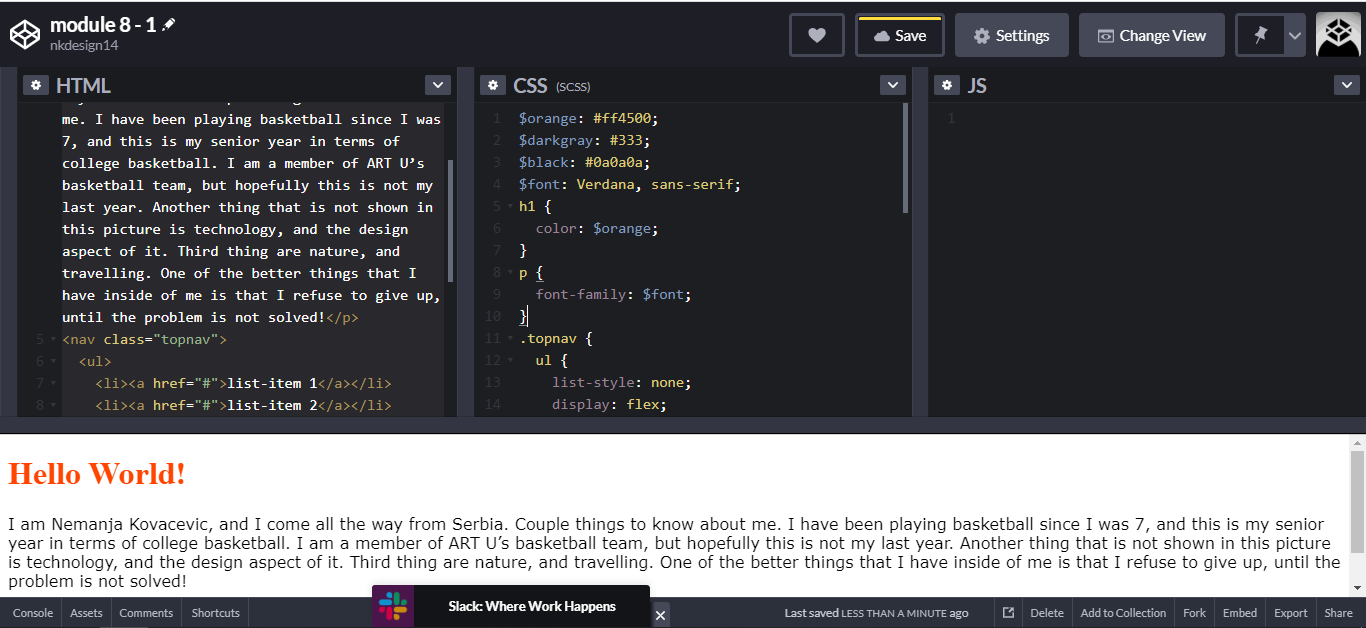 module 8 - 1
nkdesign14
Save
Settings
Change View
HTML
me. I have been playing basketball since I was
7, and this is my senior year in terms of
college basketball. I am a member of ART U’s
basketball team, but hopefully this is not my
last year. Another thing that is not shown in
this picture is technology, and the design
aspect of it. Third thing are nature, and
travelling. One of the better things that I
have inside of me is that I refuse to give up,
until the problem is not solved!</p>
5 <nav class="topnav">
6 <ul>
7 <li><a href="#">list-item 1</a></li>
8 <li><a href="#">list-item 2</a></li>
CSS (SCSS)
1 $orange: #ff4500;
2 $darkgray: #333;
3 $black: #0a0a0a;
4 $font: Verdana, sans-serif;
5 h1 {
6 color: $orange;
7 }
8 p {
9 font-family: $font;
10 }
11 .topnav {
12 ul {
13 list-style: none;
14 display: flex;
JS
1
Hello World!
I am Nemanja Kovacevic, and I come all the way from Serbia. Couple things to know about me. I have been playing basketball since I was 7, and this is my senior
year in terms of college basketball. I am a member of ART U’s basketball team, but hopefully this is not my last year. Another thing that is not shown in this picture
is technology, and the design aspect of it. Third thing are nature, and travelling. One of the better things that I have inside of me is that I refuse to give up, until the
problem is not solved!
Console Assets Comments Shortcuts
Slack: Where Work Happens
Last saved LESS THAN A MINUTE ago
Delete Add to Collection Fork Embed Export Share